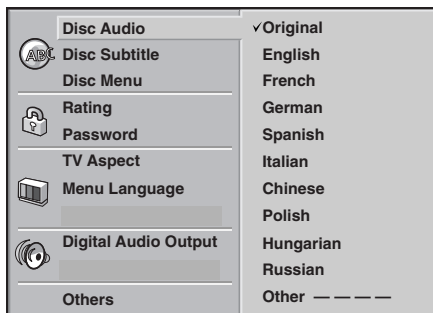 Disc Audio
Disc Subtitle
Disc Menu
Rating
Password
TV Aspect
Menu Language
Digital Audio Output
Others
ABC
✓Original
English
French
German
Spanish
Italian
Chinese
Polish
Hungarian
Russian
Other — — — —